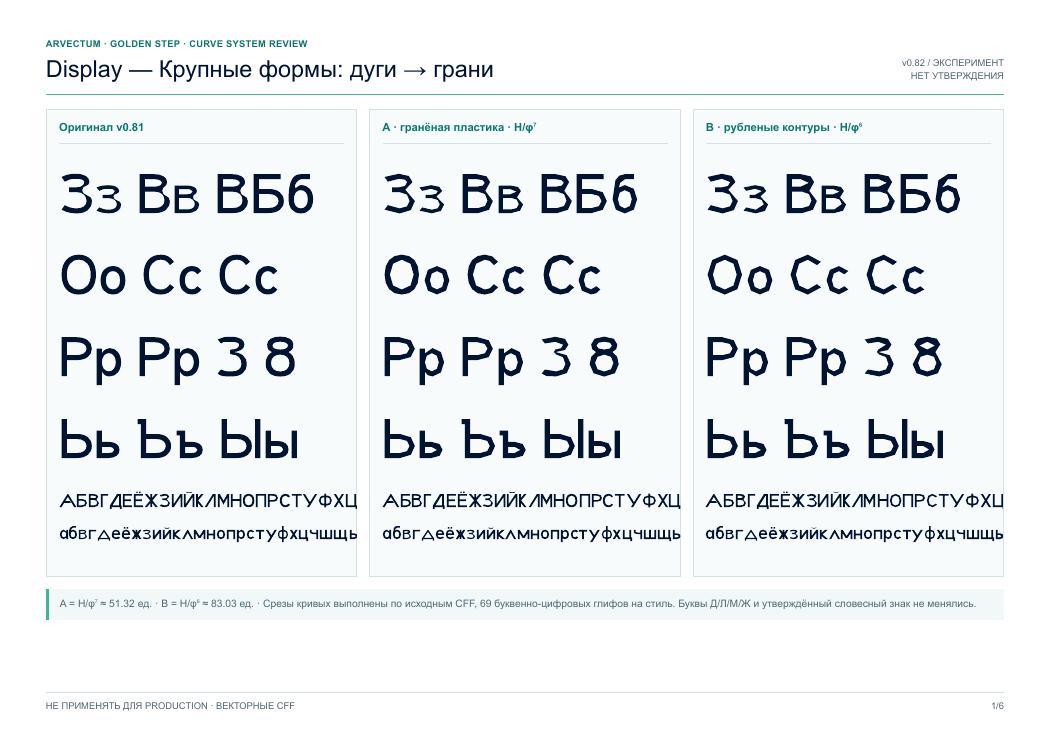 ARVECTUM · GOLDEN STEP · CURVE SYSTEM REVIEW
Display — Крупные формы: дуги → грани
v0.82 / ЭКСПЕРИМЕНТ
НЕТ УТВЕРЖДЕНИЯ
Оригинал v0.81
Зз Вв ВБб
Оо Сс Сс
Рр Рр З 8
Ьь Ъъ Ыы
АБВГДЕЁЖЗИЙКЛМНОПРСТУФХЦ
абвгдеёжзийклмнопрстуфхцчшщь
А · гранёная пластика · H/φ⁷
Зз Вв ВБб
Оо Сс Сс
Рр Рр З 8
Ьь Ъъ Ыы
АБВГДЕЁЖЗИЙКЛМНОПРСТУФХЦ
абвгдеёжзийклмнопрстуфхцчшщь
B · рубленые контуры · H/φ⁶
Зз Вв ВБб
Оо Сс Сс
Рр Рр З 8
Ьь Ъъ Ыы
АБВГДЕЁЖЗИЙКЛМНОПРСТУФХЦ
абвгдеёжзийклмнопрстуфхцчшщь
A = H/φ⁷ ≈ 51.32 ед. · B = H/φ⁶ ≈ 83.03 ед. · Срезы кривых выполнены по исходным CFF, 69 буквенно-цифровых глифов на стиль. Буквы Д/Л/М/Ж и утверждённый словесный знак не менялись.
НЕ ПРИМЕНЯТЬ ДЛЯ PRODUCTION · ВЕКТОРНЫЕ CFF
1/6